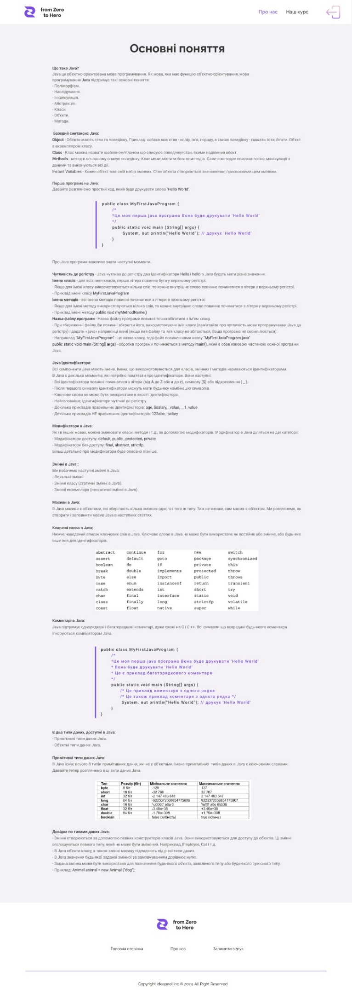 from Zero
to Hero
Про нас
Наш курс
Основні поняття
Що таке Java?
Java це об'єктно-орієнтована мова програмування. Як мова, яка має функцію об'єктно-орієнтування, мова
програмування Java підтримує такі основні поняття:
- Поліморфізм.
- Наслідування.
- Інкапсуляція.
- Абстракція.
- Класи.
- Об'єкти.
- Методи.
Базовий синтаксис Java:
Object - Об'єкти мають стан та поведінку. Приклад: собака має стан - колір, ім'я, породу, а також поведінку - гавкати, їсти, бігати. Об'єкт
є екземпляром класу.
Class - Клас можна назвати шаблоном/планом що описуює поведінку/стан, якими наділений обєкт.
Methods - метод в основному описує поведінку. Клас може містити багато методів. Саме в методах описана логіка, манікуляції з
даними та виконуються всі дії.
Instant Variables - Кожен об'єкт має свій набір змінних. Стан об'єкта створюється значеннями, присвоєними цим змінним.
Перша програма на Java:
Давайте розглянемо простий код, який буде друкувати слова "Hello World".
public class MyFirstJavaProgram {
/*
*Це моя перша java програма Вона буде друкувати 'Hello World'
*/
public static void main (String[] args) {
System. out println("Hello World"); // друкує 'Hello World'
}
}
Про Java програми важливо знати наступні моменти.
Чутливість до регістру - Java чутлива до регістру два ідентифікатори Hello і hello в Java будуть мати різне значення.
Імена класів - для всіх імен класів, перша літера повинна бути у верхньому регістрі.
- Якщо для імені класу використовуються кілька слів, то кожне внутрішнє слово повинне починатися з літери у верхньому регістрі.
- Приклад імені класу MyFirstJavaProgram
Імена методів - всі імена методів повинні починатися з літери в нижньому регістрі.
- Якщо для імені методу використовуються кілька слів, то кожне внутрішнє слово повинне починатися з літери у верхньому регістрі.
- Приклад імені методу public void myMethodName()
Назва файлу програми - Назва файлу програми повинні точно збігатися з ім'ям класу.
- При збереженні файлу, Ви повинні зберегти його, використовуючи ім'я класу (пам'ятайте про чутливість мови програмування Java до
регістру) і додати «.java» наприкінці імені (якщо ім'я файлу та ім'я класу не збігаються, Ваша програма не скомпілюється).
- Наприклад "MyFirstJavaProgram" - це назва класу, тоді файл повинен нами назву "MyFirstJavaProgram.java"
public static void main (String[] args) - обробка програми починається з методу main(), який є обов'язковою частиною кожної програми
Java.
Java ідентифікатори:
Всі компоненти Java мають імена. Імена, що використовувються для класів, змінних і методів називаються ідентифікаторами.
В Java є декілька моментів, які потрібно пам'ятати про ідентифікатори. Вони наступні:
- Всі ідентифікатори повинні починатися з літери (від A до Z або a до z), символу ($) або підкреслення ( _ ).
- Після першого символу ідентифікатори можуть мати будь-яку комбінацію символів.
- Ключове слово не може бути використане в якості ідентифікатора.
- Найголовніше, ідентифікатори чутливі до регістру.
- Декілька прикладів правильних ідентифікаторів: age, $salary, _value, __1_value
- Декілька прикладів НЕ правильних ідентифікаторів: 123abc, -salary
Модифікатори в Java:
Як і в інших мовах, можна змінювати класи, методи і т.д., за допомогою модифікаторів. Модифікатор в Java діляться на дві категорії:
- Модифікатори доступу: default, public , protected, private
- Модифікатори без-доступу: final, abstract, strictfp.
Більш детально про модифікатори буде описано пізніше.
Змінні в Java :
Ми побачимо наступні змінні в Java:
- Локальні змінні.
- Змінні класу (статичні змінні в Java).
- Змінні екземпляра (нестатичні змінні в Java).
Масиви в Java:
В Java масиви є об'єктами, які зберігають кілька змінних одного і того ж типу. Тим не менше, сам масив є об'єктом. Ми розглянемо, як
створити і заповнити масив Java в наступних статтях.
Ключові слова в Java:
Нижче наведений список ключових слів в Java. Ключове слово в Java не може бути використане як постійне або змінне, або будь-яке
інше ім'я для ідентифікаторів.
abstract continue for new switch
assert default goto package synchronized
boolean do if private this
break double implements protected throw
byte else import public throws
case enum instanceof return transient
catch extends int short try
char final interface static void
class finally long strictfp volatile
const float native super while
Коментарі в Java:
Java підтримує однорядкові і багаторядкові коментарі, дуже схожі на C і C ++. Всі символи що всередині будь-якого коментаря
ігноруються компілятором Java.
public class MyFirstJavaProgram {
/*
*Це моя перша java програма Вона буде друкувати 'Hello World'
* Вона буде друкувати 'Hello World'
* Це є приклад багаторядкового коментаря
*/
public static void main (String[] args) {
/* Це приклад коментаря з одного рядка
/* Це також приклад коментаря з одного рядка */
System. out println("Hello World"); // друкує 'Hello World'
}
}
Є два типи даних, доступні в Java:
- Примітивні типи даних.
- Об'єктні типи даних Java.
Примітивні типи даних Java:
В Java існує всього 8 типів примітивних даних, які не є об'єктами. Імена примітивних типів даних в Java є ключовими словами.
Давайте тепер розглянемо в ці типи даних Java.
Тип Розмір (біт) Мінімальне значення Максимальне значення
byte 8 біт -128 127
short 16 біт -32 768 32 767
int 32 біт -2 147 483 648 2 147 483 647
long 64 біт -9223372036854775808 9223372036854775807
char 16 біт '\u0000' або 0 '\uffff' або 65536
float 32 біт -3.40e+38 +3.40e+38
double 64 біт -1.79e+308 +1.79e+308
boolean false (хибність) true (істина)
Довідка по типами даних Java:
- Змінні створюються за допомогою певних конструкторів класів Java. Вони використовуються для доступу до об'єктів. Ці змінні
оголошуються певного типу, який не може бути змінений. Наприклад, Employee, Cat і т.д.
- В Java об'єкти класу, а також змінні масиву підпадають під різні типи даних.
- В Java значення будь-якої заданої змінної за замовчуванням дорівнює нулю.
- Задана змінна може бути використана для позначення будь-якого об'єкта, заявленого типу або будь-якого сумісного типу.
- Приклад: Animal animal = new Animal ("dog");
from Zero
to Hero
Головна сторінка
Про нас
Залишити відгук
Copyright Ideapeel Inc © 2024. All Right Reserved